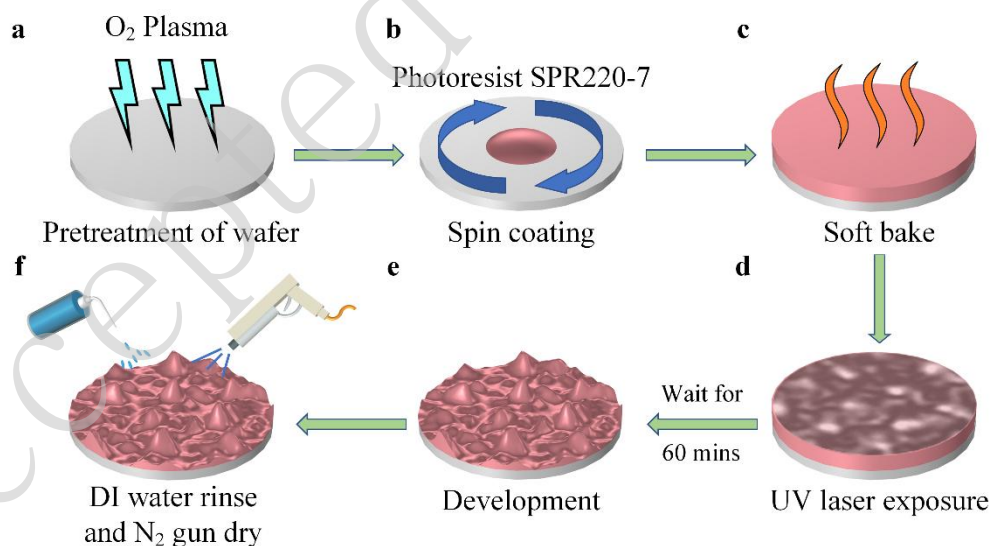 a
O₂ Plasma
Pretreatment of wafer
b
Photoresist SPR220-7
Spin coating
c
Soft bake
d
UV laser exposure
Wait for
60 mins
e
Development
f
DI water rinse
and N₂ gun dry
ccepted